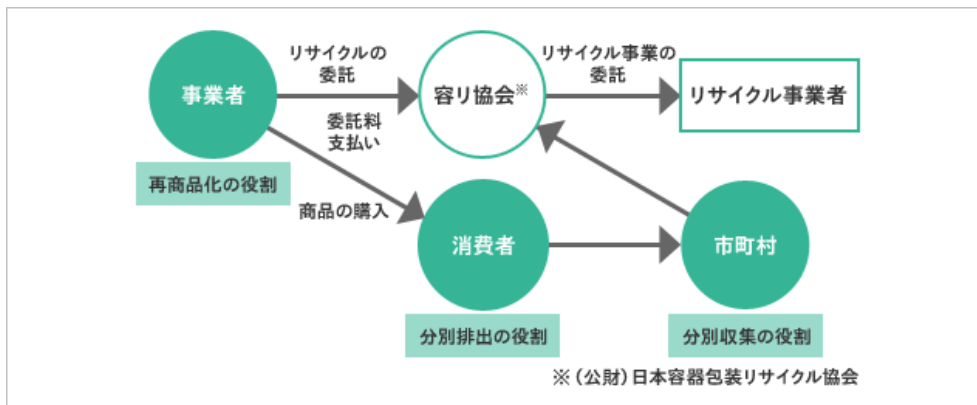 リサイクルの
委託
リサイクル事業の
委託
事業者
容リ協会※
リサイクル事業者
委託料
支払い
再商品化の役割
商品の購入
消費者
市町村
分別排出の役割
分別収集の役割
※（公財）日本容器包装リサイクル協会